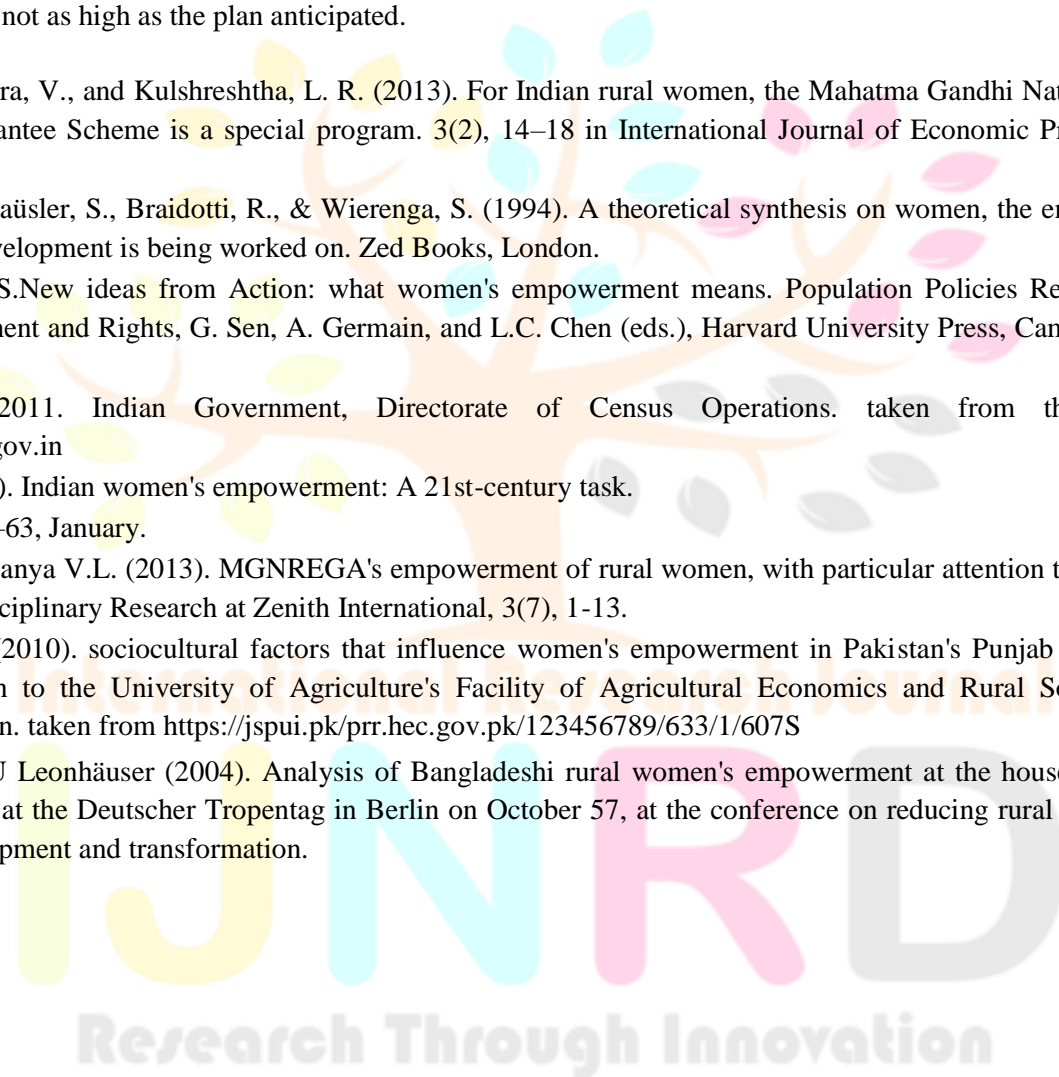 not as high as the plan anticipated.
ra, V., and Kulshreshtha, L. R. (2013). For Indian rural women, the Mahatma Gandhi Nat
antee Scheme is a special program. 3(2), 14–18 in International Journal of Economic Pr
aüsler, S., Braidotti, R., & Wierenga, S. (1994). A theoretical synthesis on women, the en
velopment is being worked on. Zed Books, London.
S.New ideas from Action: what women's empowerment means. Population Policies Re
nent and Rights, G. Sen, A. Germain, and L.C. Chen (eds.), Harvard University Press, Can
2011. Indian Government, Directorate of Census Operations. taken from th
gov.in
). Indian women's empowerment: A 21st-century task.
–63, January.
anya V.L. (2013). MGNREGA's empowerment of rural women, with particular attention t
ciplinary Research at Zenith International, 3(7), 1-13.
(2010). sociocultural factors that influence women's empowerment in Pakistan's Punjab
International Research Journal
n to the University of Agriculture's Facility of Agricultural Economics and Rural So
n. taken from https://jspui.pk/prr.hec.gov.pk/123456789/633/1/607S
U Leonhäuser (2004). Analysis of Bangladeshi rural women's empowerment at the hous
at the Deutscher Tropentag in Berlin on October 57, at the conference on reducing rural
pment and transformation.
IJNRD
Research Through Innovation